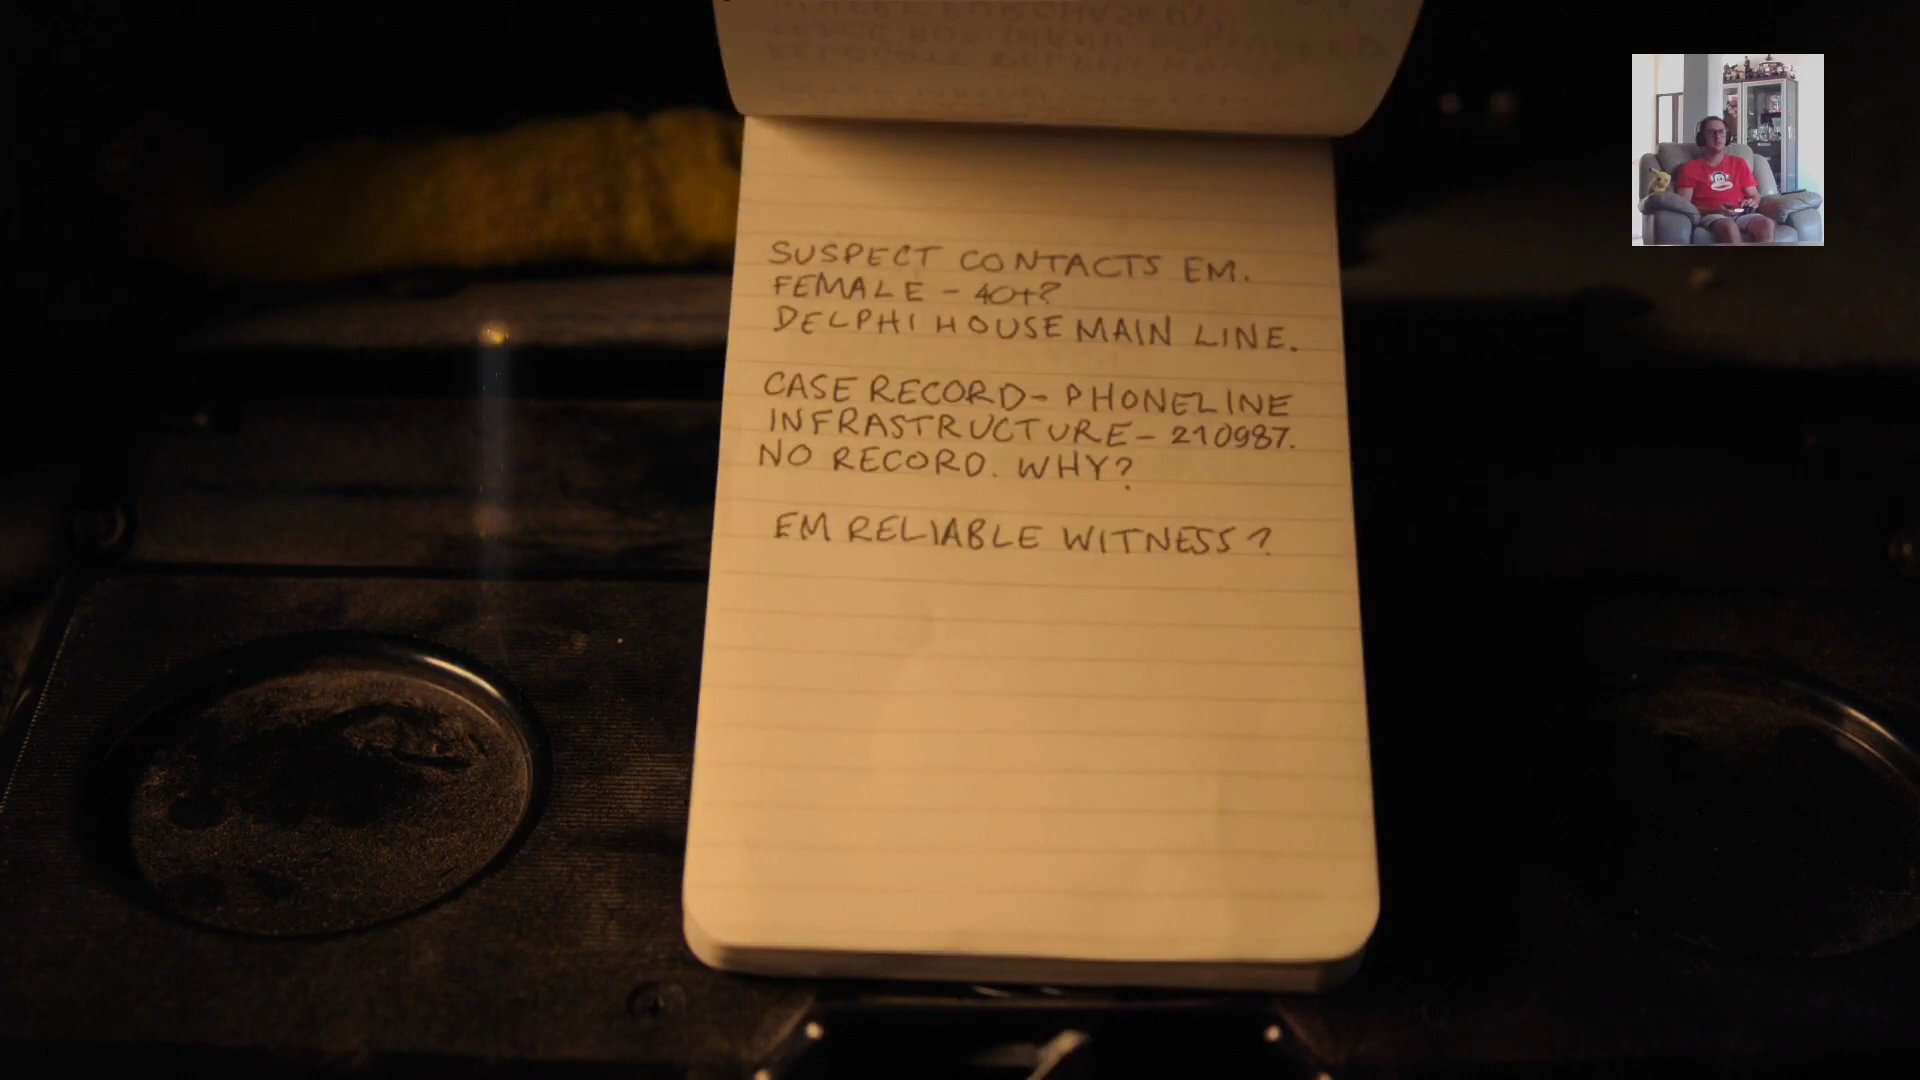 SUSPECT CONTACTS EM.
FEMALE - 40+?
DELPHI HOUSE MAIN LINE.
CASE RECORD - PHONELINE
INFRASTRUCTURE - 210987.
NO RECORD. WHY?
EM RELIABLE WITNESS?